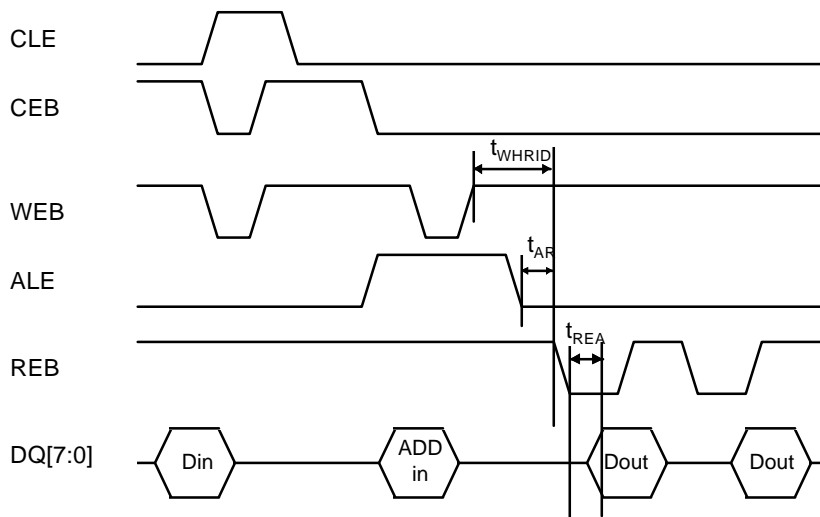 CLE
CEB
tWHRID
WEB
tAR
ALE
tREA
REB
DQ[7:0]
Din
ADD
in
Dout
Dout